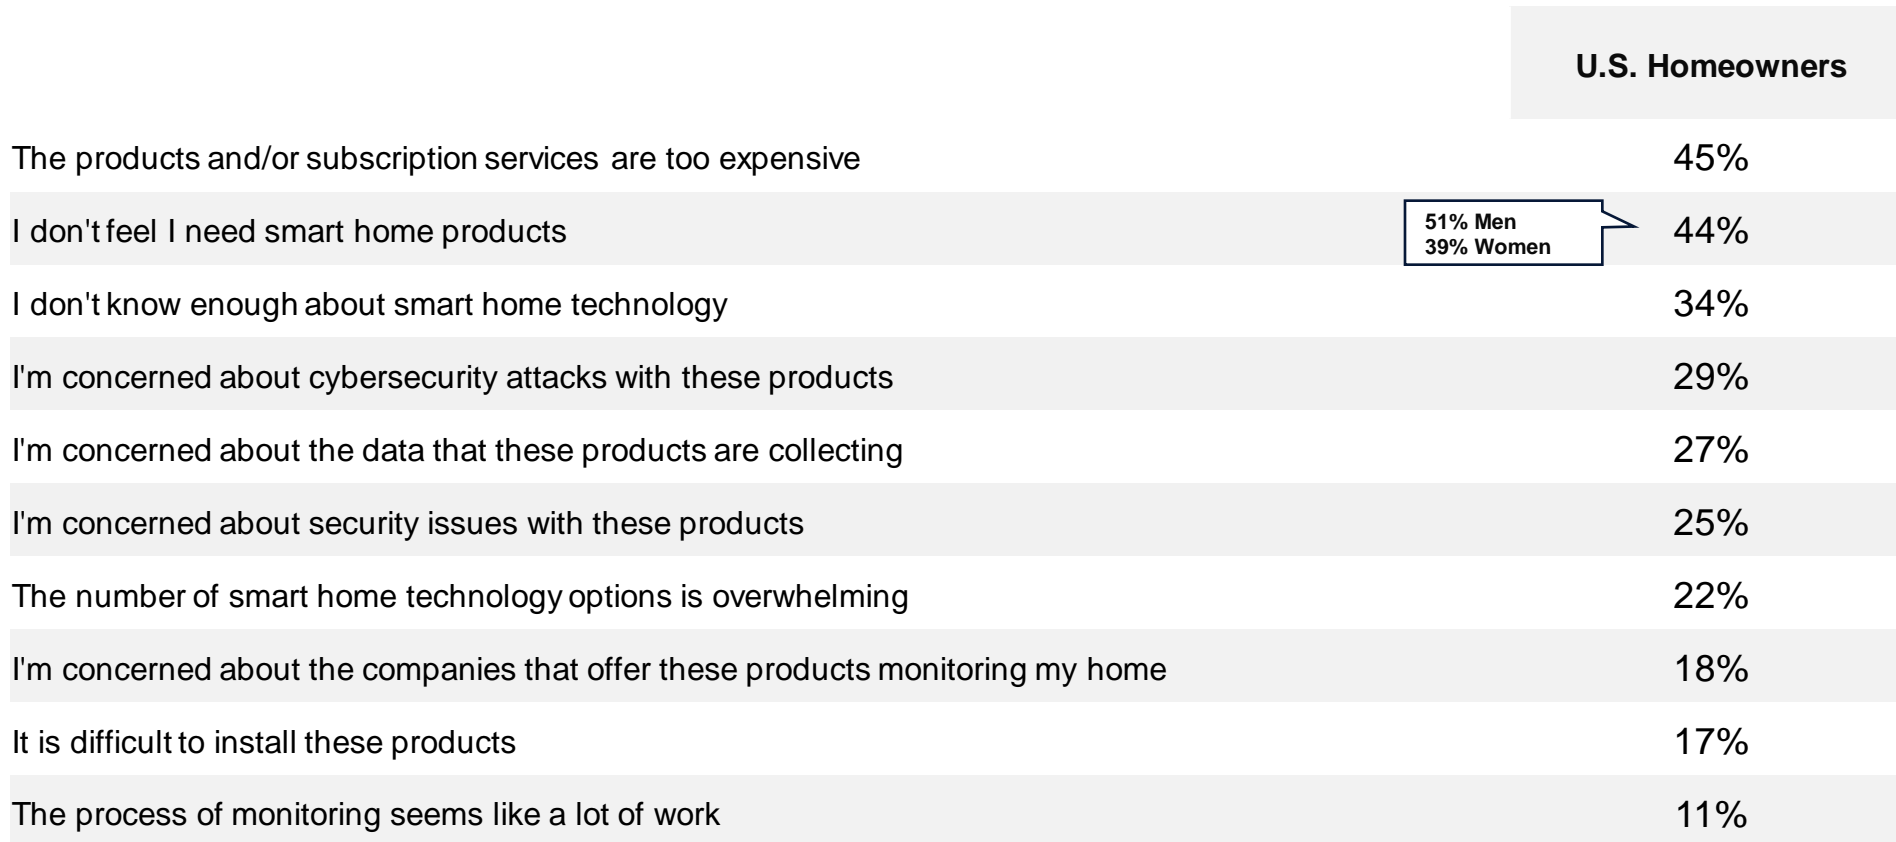 U.S. Homeowners
The products and/or subscription services are too expensive 45%
I don't feel I need smart home products 51% Men 44%
39% Women
I don't know enough about smart home technology 34%
I'm concerned about cybersecurity attacks with these products 29%
I'm concerned about the data that these products are collecting 27%
I'm concerned about security issues with these products 25%
The number of smart home technology options is overwhelming 22%
I'm concerned about the companies that offer these products monitoring my home 18%
It is difficult to install these products 17%
The process of monitoring seems like a lot of work 11%